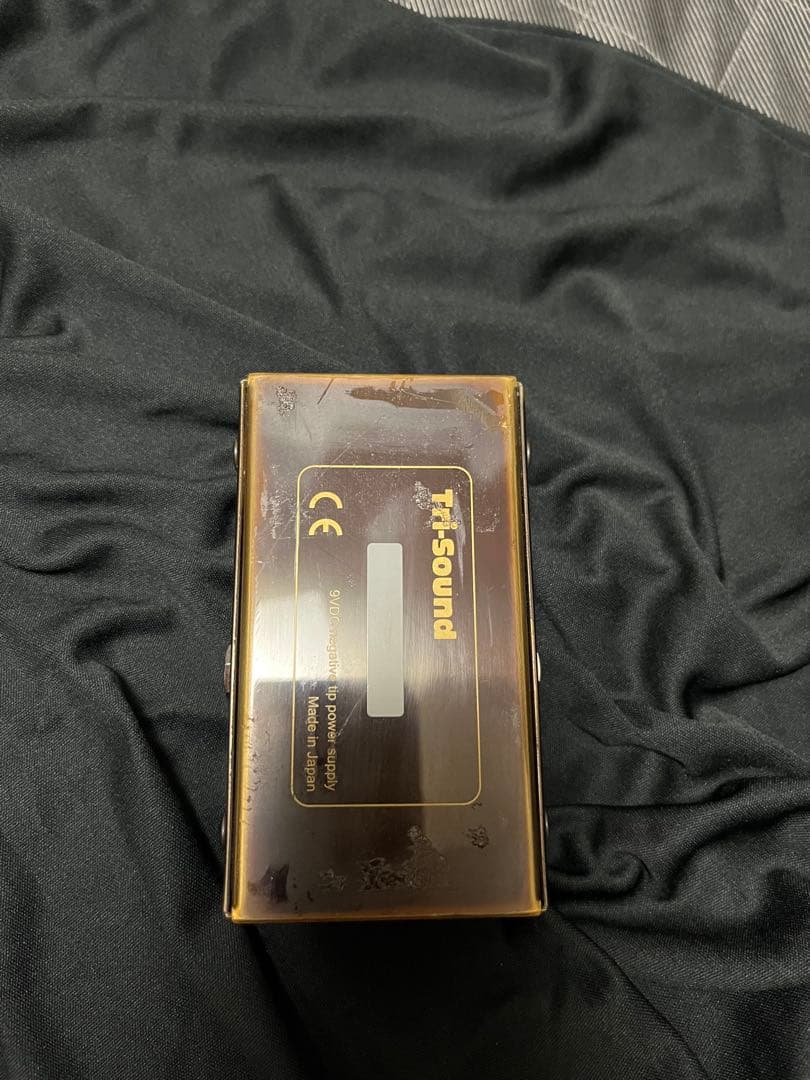 Tri-Sound
CE
9VDC negative tip power supply
Made in Japan